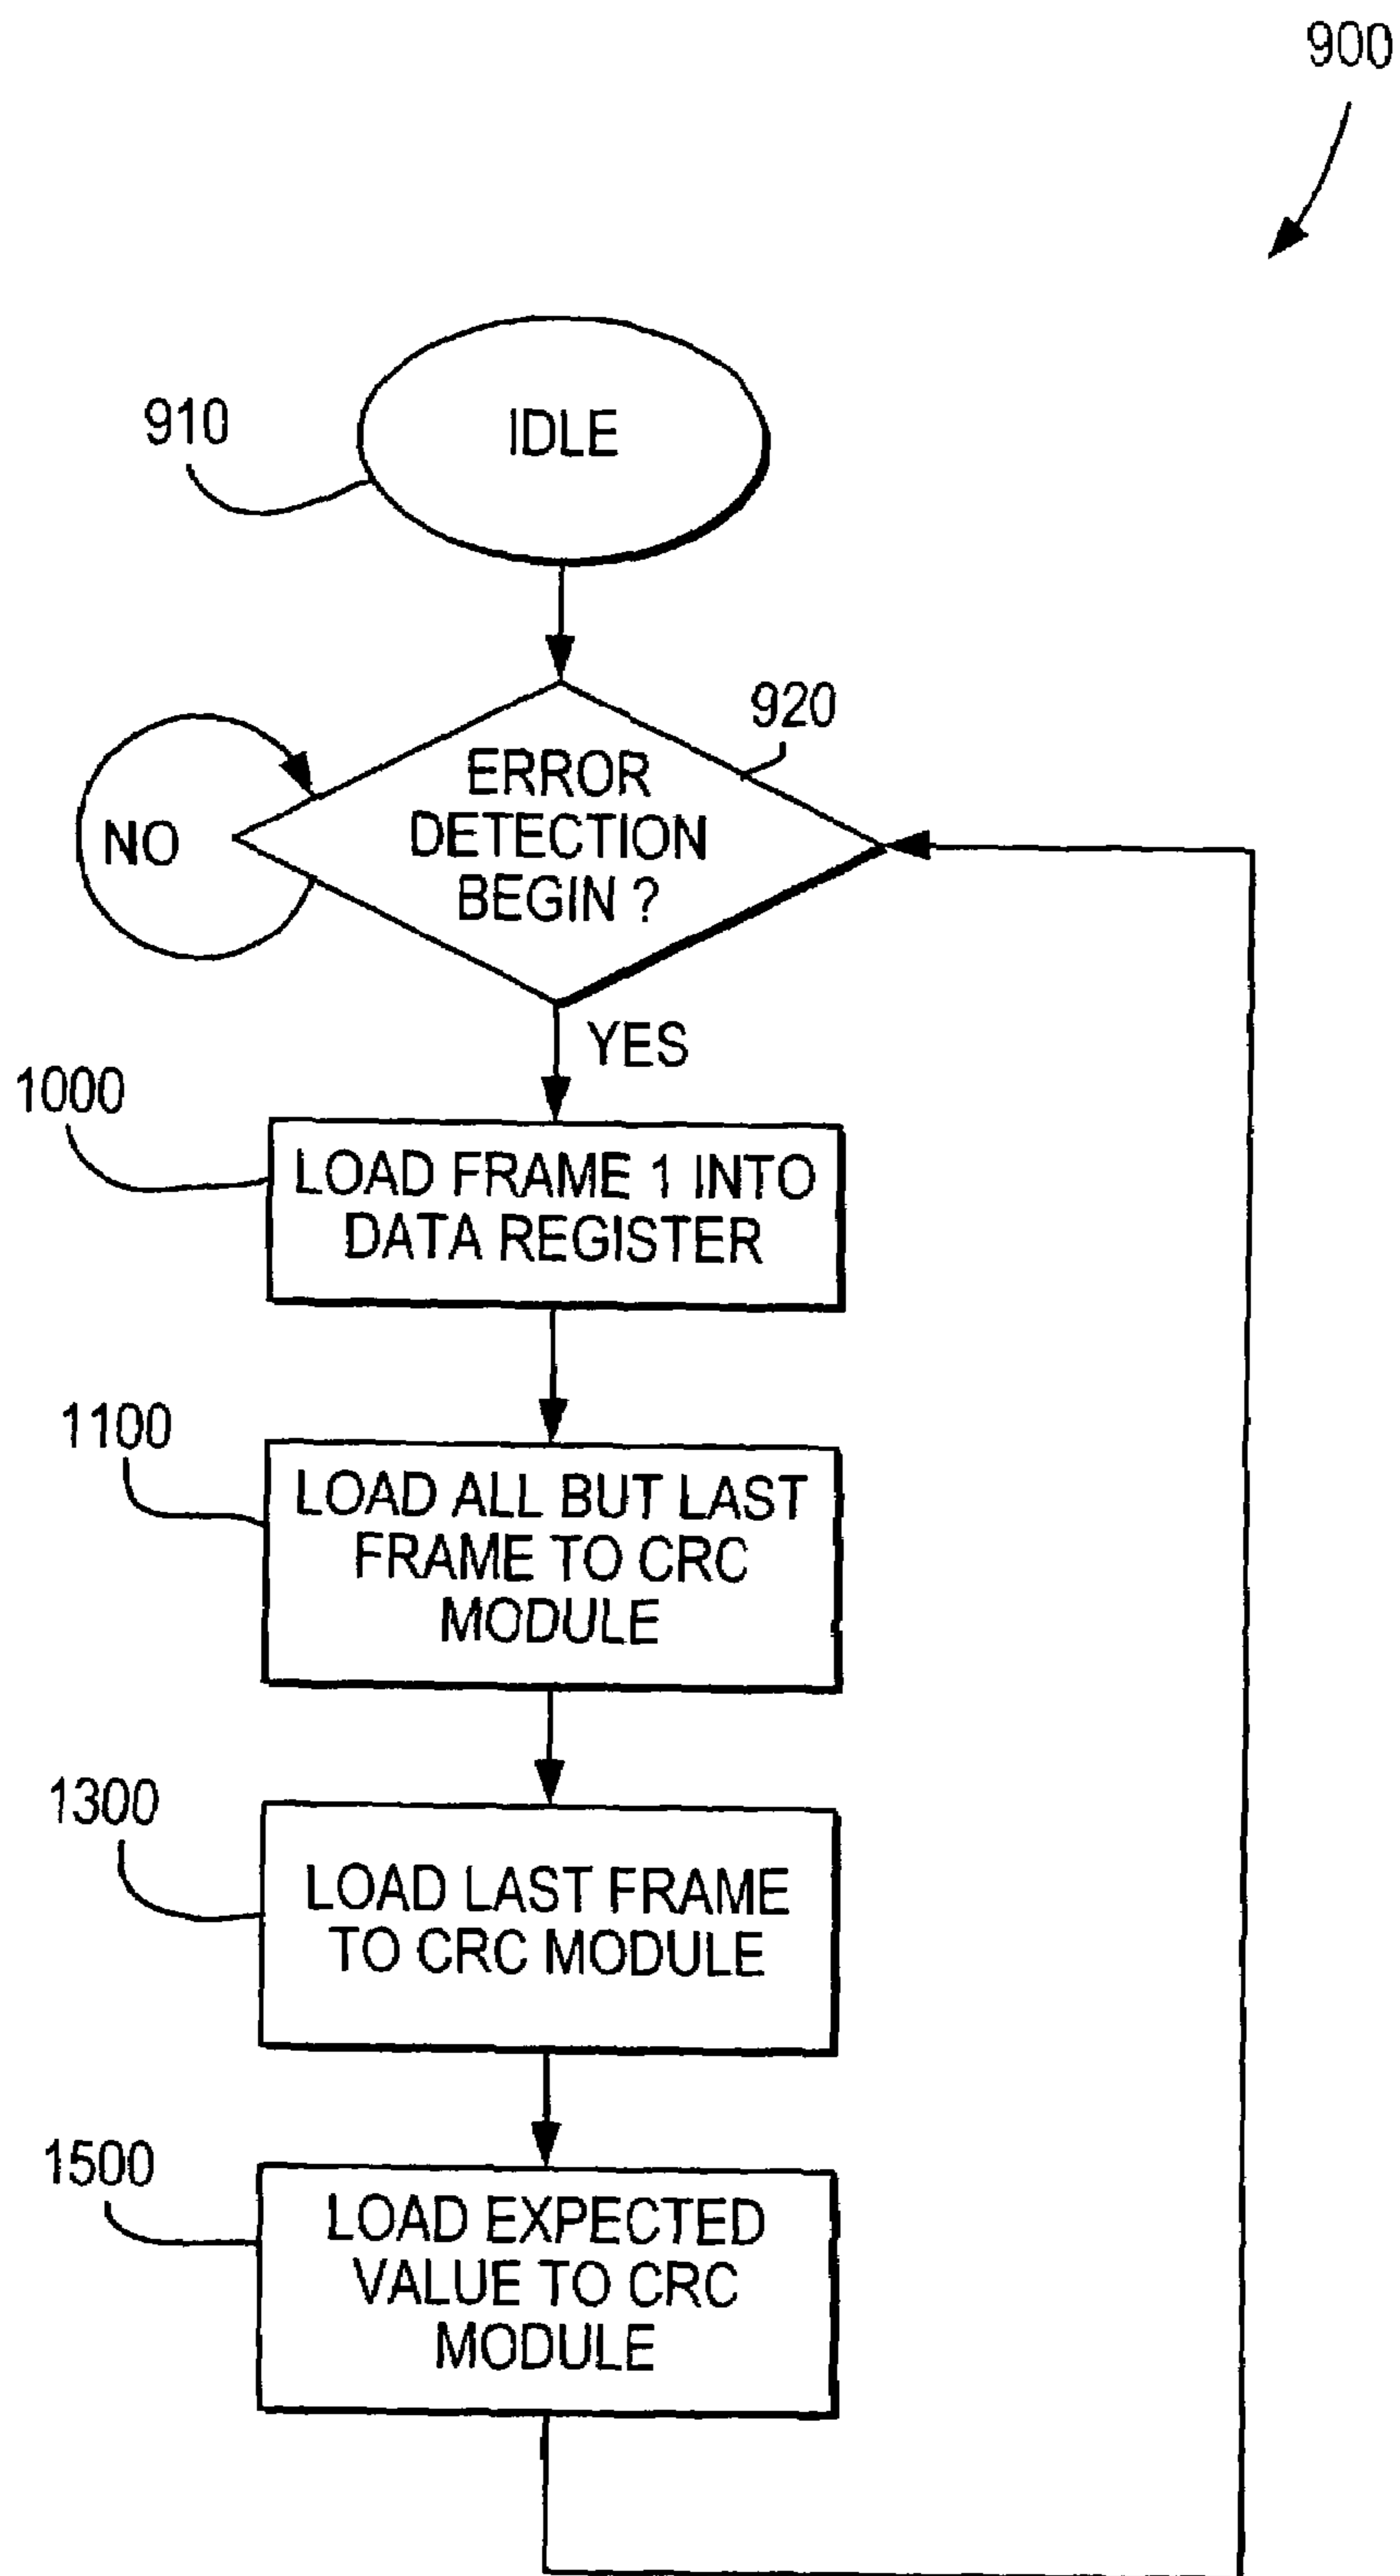 900
910
IDLE
920
ERROR
DETECTION
BEGIN ?
NO
YES
1000
LOAD FRAME 1 INTO
DATA REGISTER
1100
LOAD ALL BUT LAST
FRAME TO CRC
MODULE
1300
LOAD LAST FRAME
TO CRC MODULE
1500
LOAD EXPECTED
VALUE TO CRC
MODULE